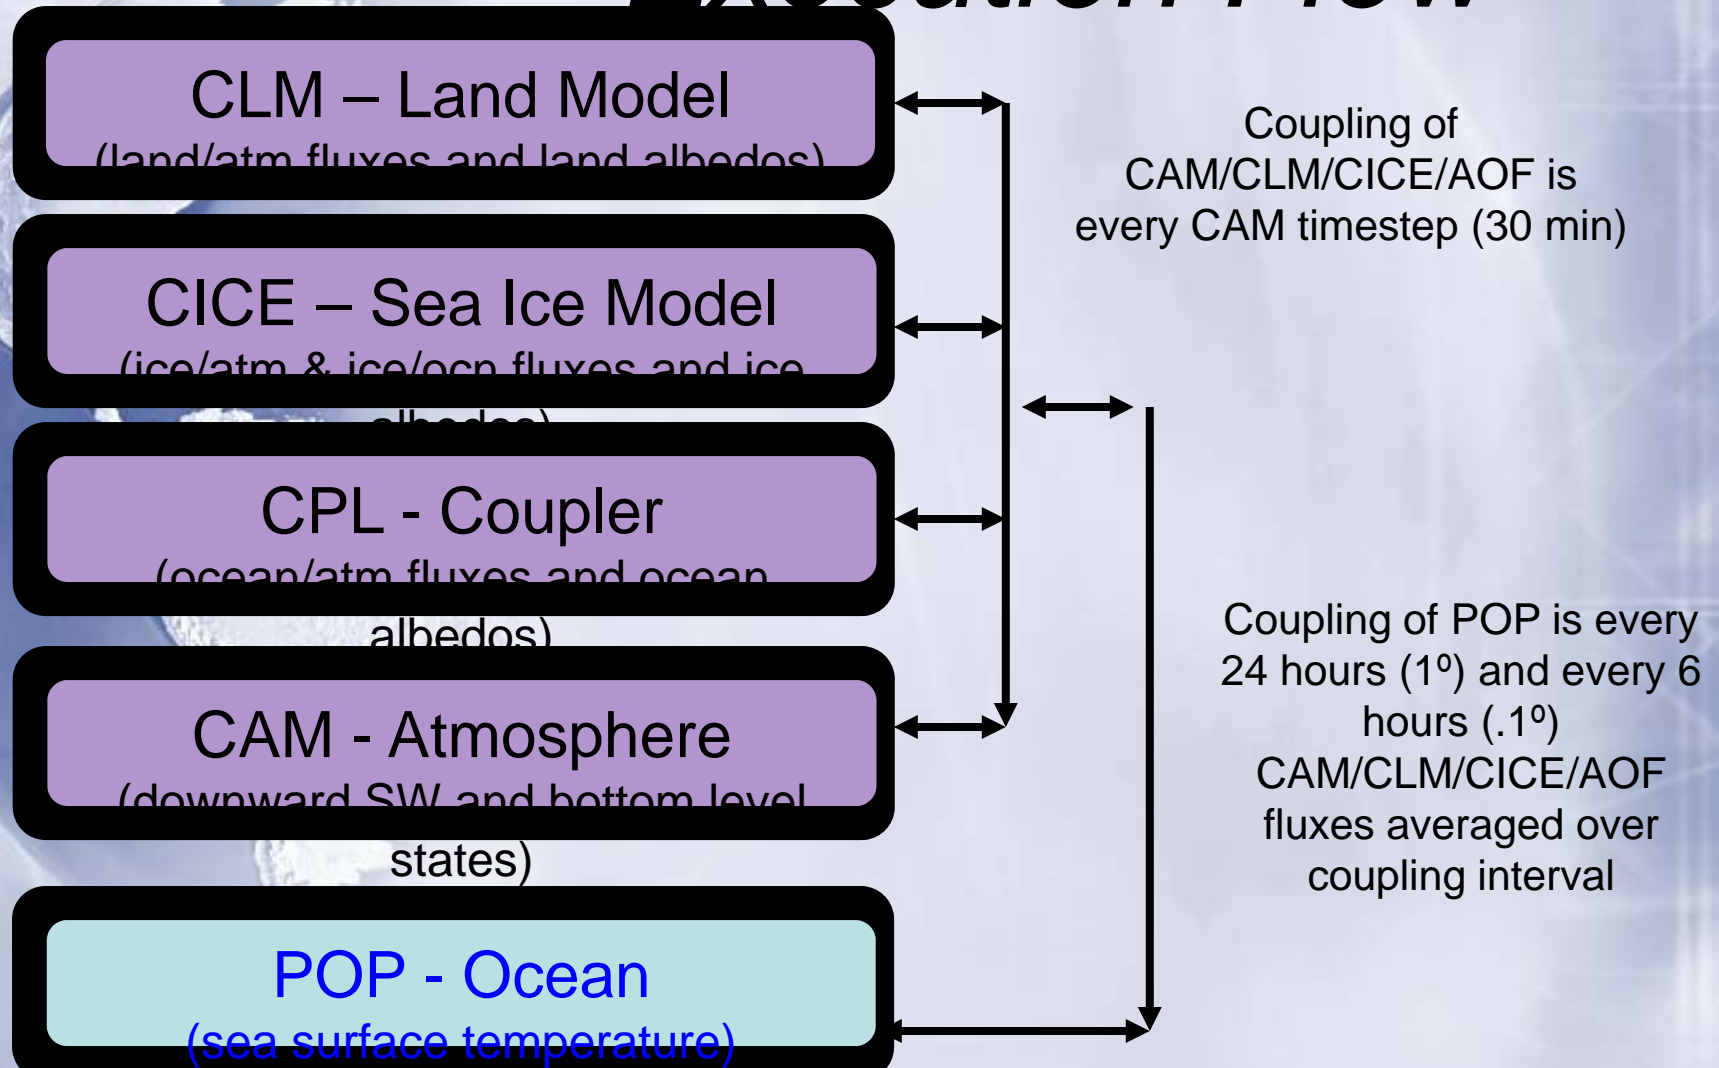 Execution Flow
CLM – Land Model
(land/atm fluxes and land albedos)
Coupling of
CAM/CLM/CICE/AOF is
every CAM timestep (30 min)
CICE – Sea Ice Model
(ice/atm & ice/ocn fluxes and ice
albedos)
CPL - Coupler
(ocean/atm fluxes and ocean
albedos)
CAM - Atmosphere
(downward SW and bottom level
states)
Coupling of POP is every
24 hours (1º) and every 6
hours (.1º)
CAM/CLM/CICE/AOF
fluxes averaged over
coupling interval
POP - Ocean
(sea surface temperature)